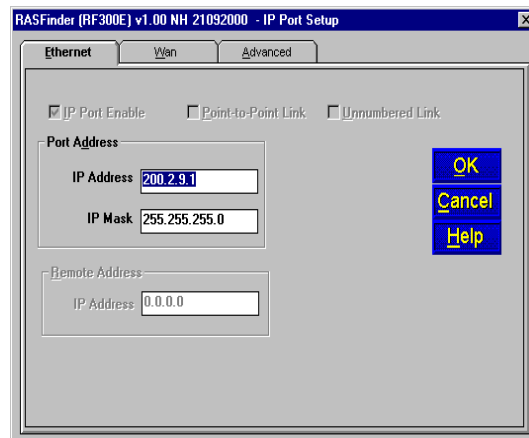 RASFinder (RF300E) v1.00 NH 21092000 - IP Port Setup
Ethernet Wan Advanced
IP Port Enable Point-to-Point Link Unnumbered Link
Port Address
IP Address 200.2.9.1
IP Mask 255.255.255.0
OK
Cancel
Help
Remote Address
IP Address 0.0.0.0